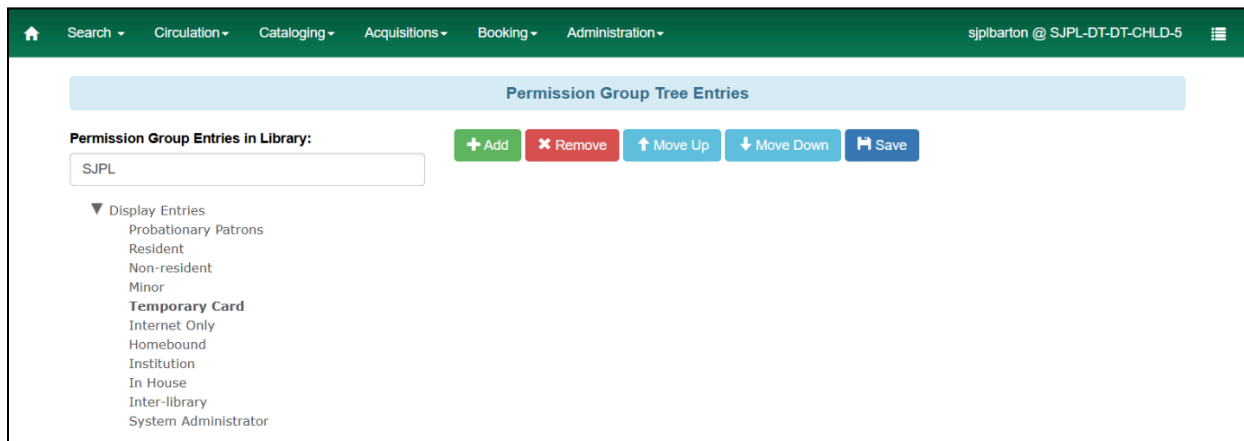 Search Circulation Cataloging Acquisitions Booking Administration sjplbarton @ SJPL-DT-DT-CHLD-5
Permission Group Tree Entries
Permission Group Entries in Library:
Add Remove Move Up Move Down Save
SJPL
Display Entries
Probationary Patrons
Resident
Non-resident
Minor
Temporary Card
Internet Only
Homebound
Institution
In House
Inter-library
System Administrator